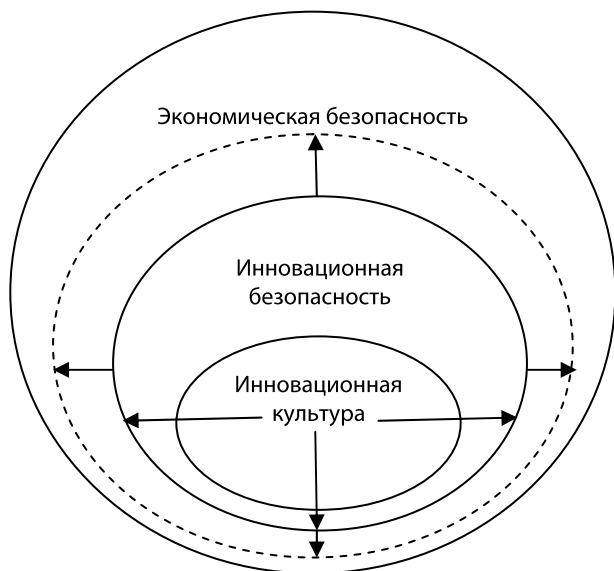 Экономическая безопасность
Инновационная
безопасность
Инновационная
культура